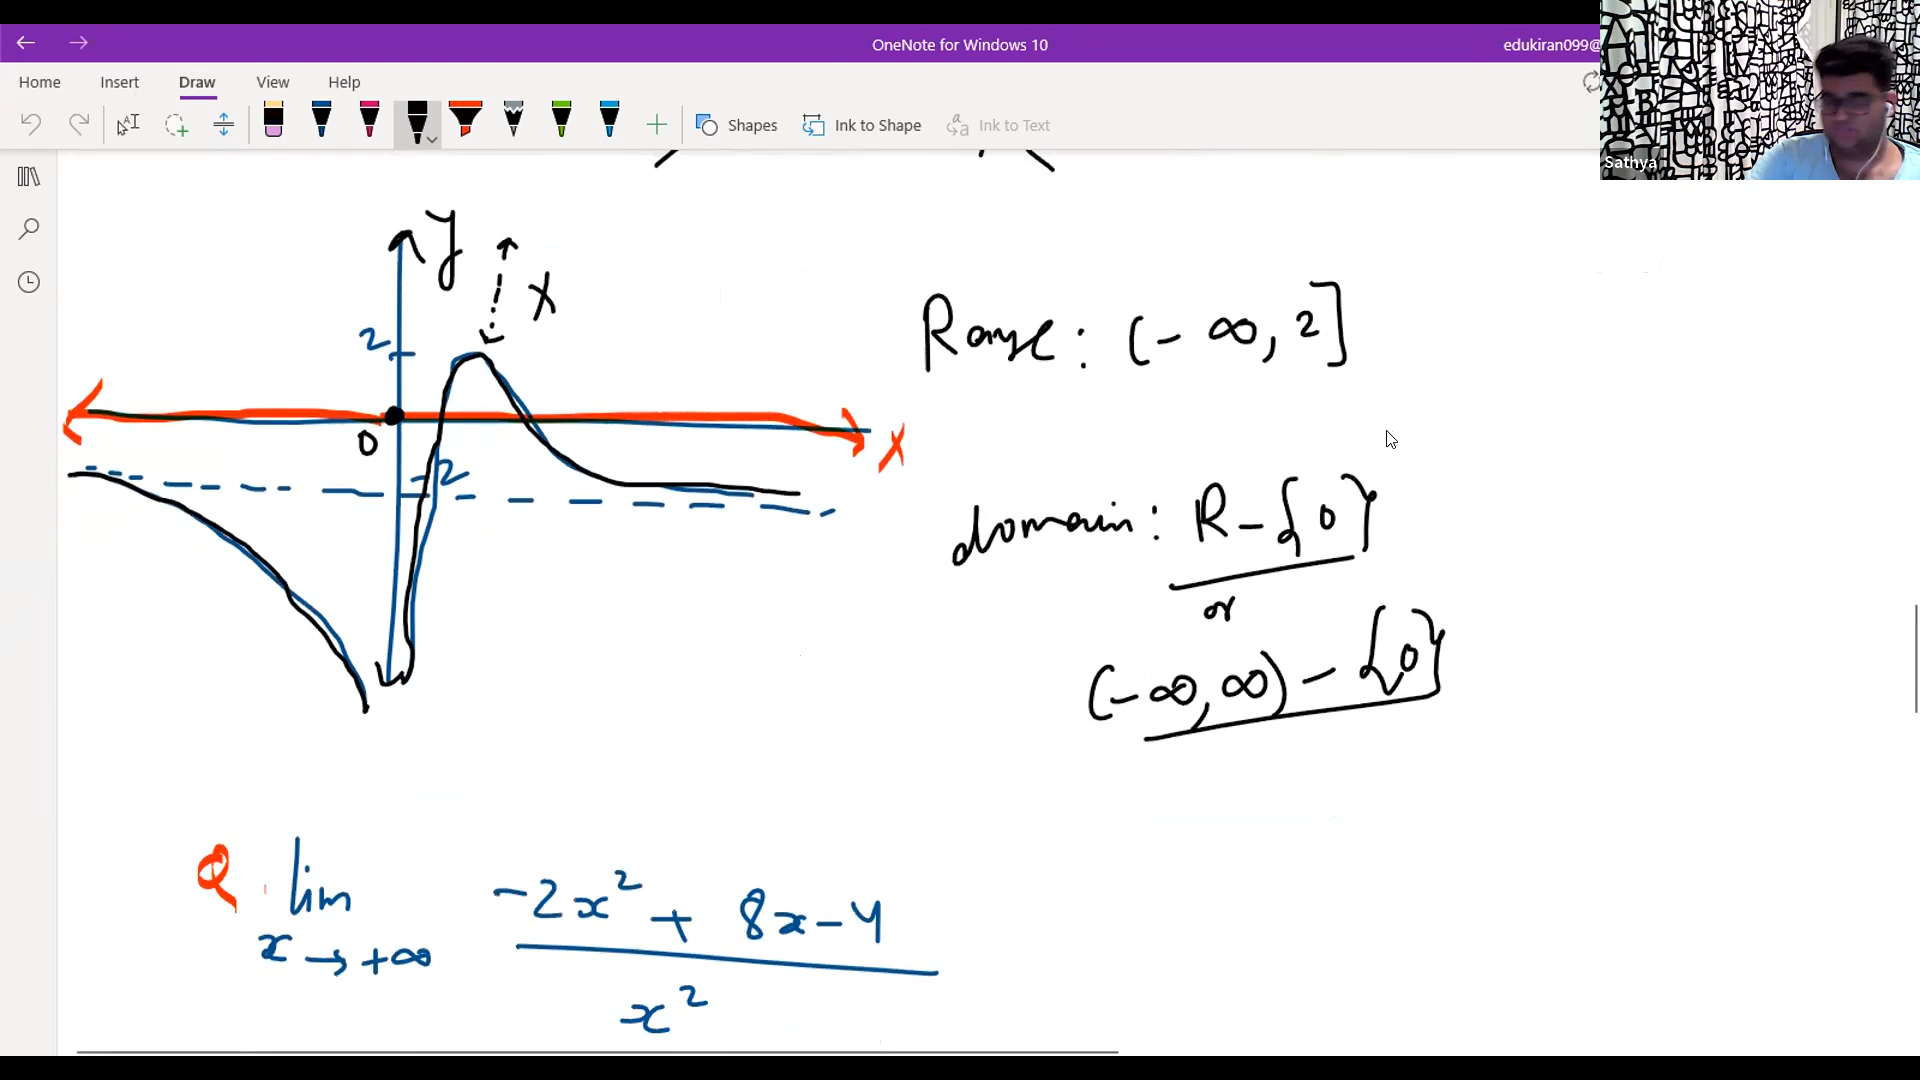 OneNote for Windows 10
edukiran099@
Home Insert Draw View Help
Shapes Ink to Shape Ink to Text
Sathya
y
x
2
0
x
2
Range: (-∞, 2]
domain: R - {0}
or
(-∞, ∞) - {0}
Q. lim x → +∞
-2x² + 8x - 4
x²